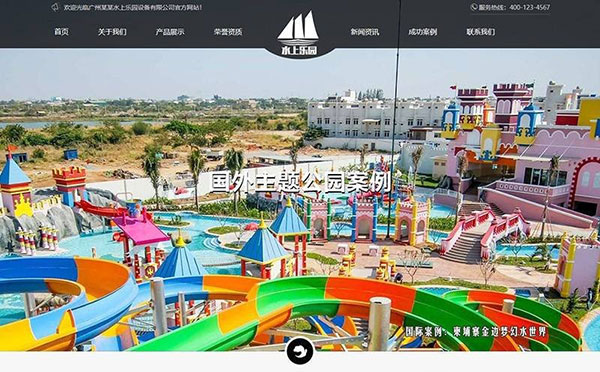 欢迎光临广州某某水上乐园设备有限公司官方网站！
服务热线：400-123-4567
首页 关于我们 产品展示 荣誉资质 水上乐园 新闻资讯 成功案例 联系我们
国外主题公园案例
国际案例：柬埔寨金边梦幻水世界